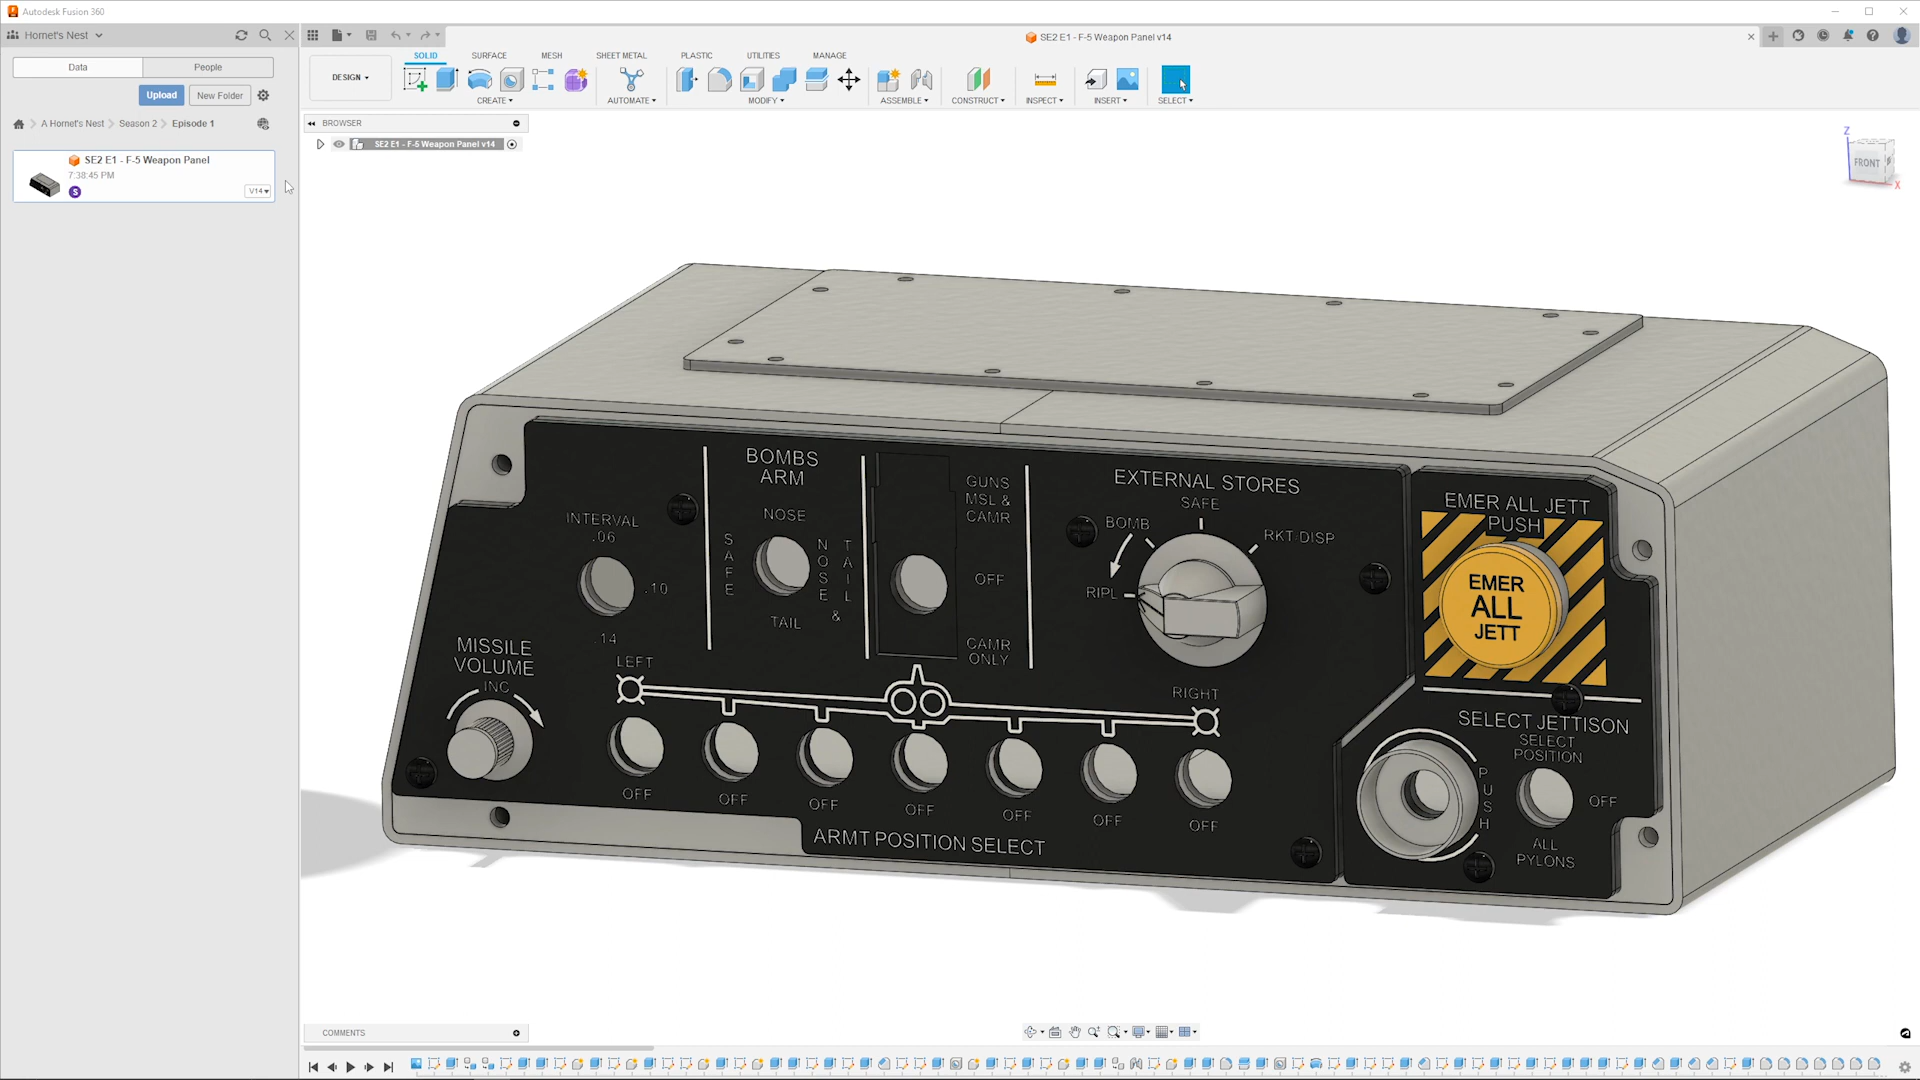 Autodesk Fusion 360
Hornet's Nest
SE2 E1 - F-5 Weapon Panel v14
Data
People
Upload
New Folder
A Hornet's Nest
Season 2
Episode 1
SE2 E1 - F-5 Weapon Panel
7:38:45 PM
S
V14
DESIGN
SOLID
SURFACE
MESH
SHEET METAL
PLASTIC
UTILITIES
MANAGE
CREATE
AUTOMATE
MODIFY
ASSEMBLE
CONSTRUCT
INSPECT
INSERT
SELECT
BROWSER
SE2 E1 - F-5 Weapon Panel v14
Z
FRONT
X
INTERVAL
.06
.10
.14
MISSILE
VOLUME
INC
BOMBS
ARM
NOSE
SAFE
NOSE
&
TAIL
TAIL
GUNS
MSL &
CAMR
OFF
CAMR
ONLY
EXTERNAL STORES
SAFE
BOMB
RKT-DISP
RIPL
EMER ALL JETT
PUSH
EMER
ALL
JETT
LEFT
RIGHT
OFF
OFF
OFF
OFF
OFF
OFF
OFF
ARMT POSITION SELECT
SELECT JETTISON
SELECT
POSITION
PUSH
OFF
ALL
PYLONS
COMMENTS